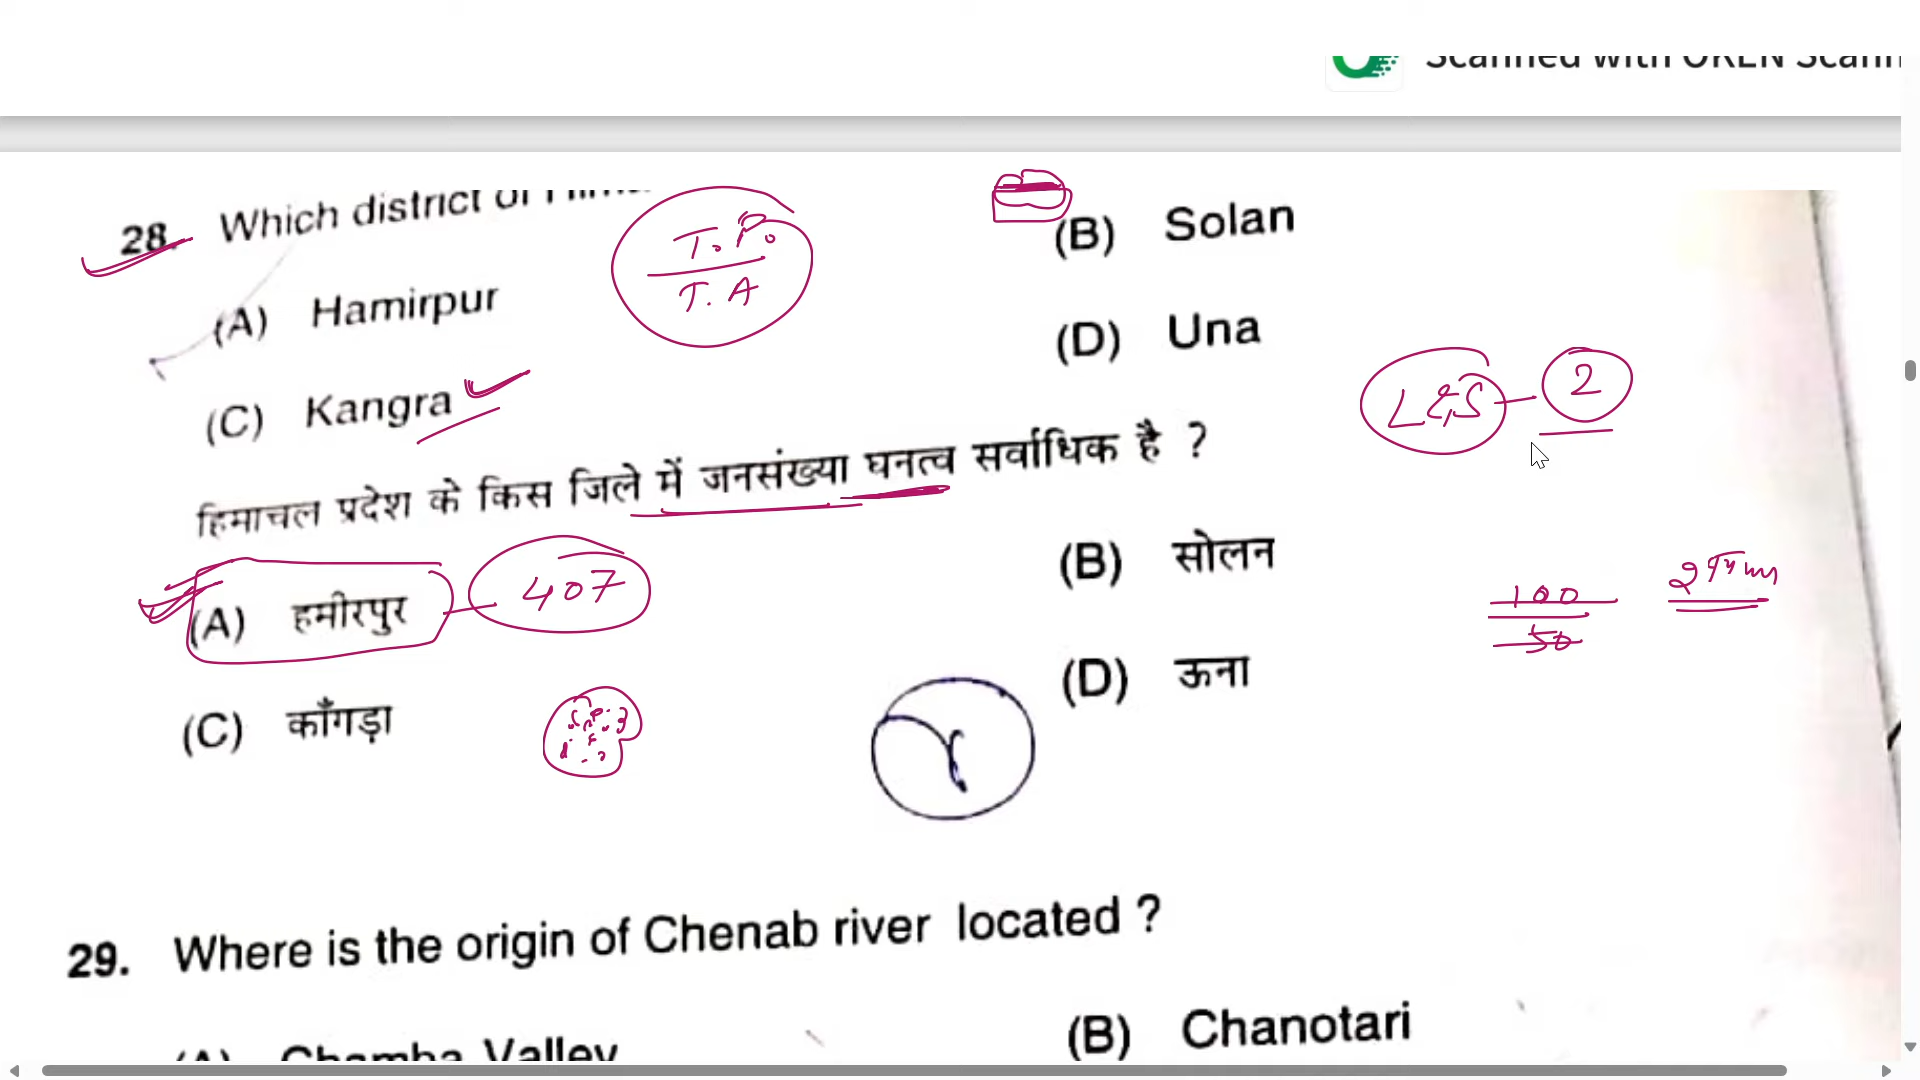 Scanned with OKEN Scann
28. Which district of Him
T.P.
T.A
(A) Hamirpur
(B) Solan
(C) Kangra
(D) Una
L&S - 2
हिमाचल प्रदेश के किस जिले में जनसंख्या घनत्व सर्वाधिक है ?
(A) हमीरपुर 407
(B) सोलन
100
50
(C) काँगड़ा
(D) ऊना
29. Where is the origin of Chenab river located ?
(A) Chamba Valley
(B) Chanotari